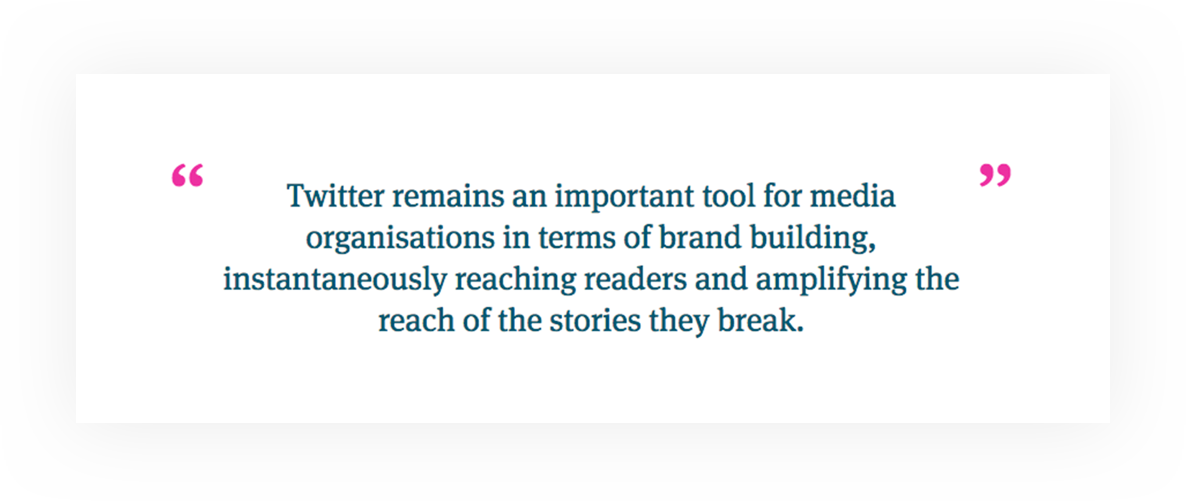 “ Twitter remains an important tool for media ”
organisations in terms of brand building,
instantaneously reaching readers and amplifying the
reach of the stories they break.